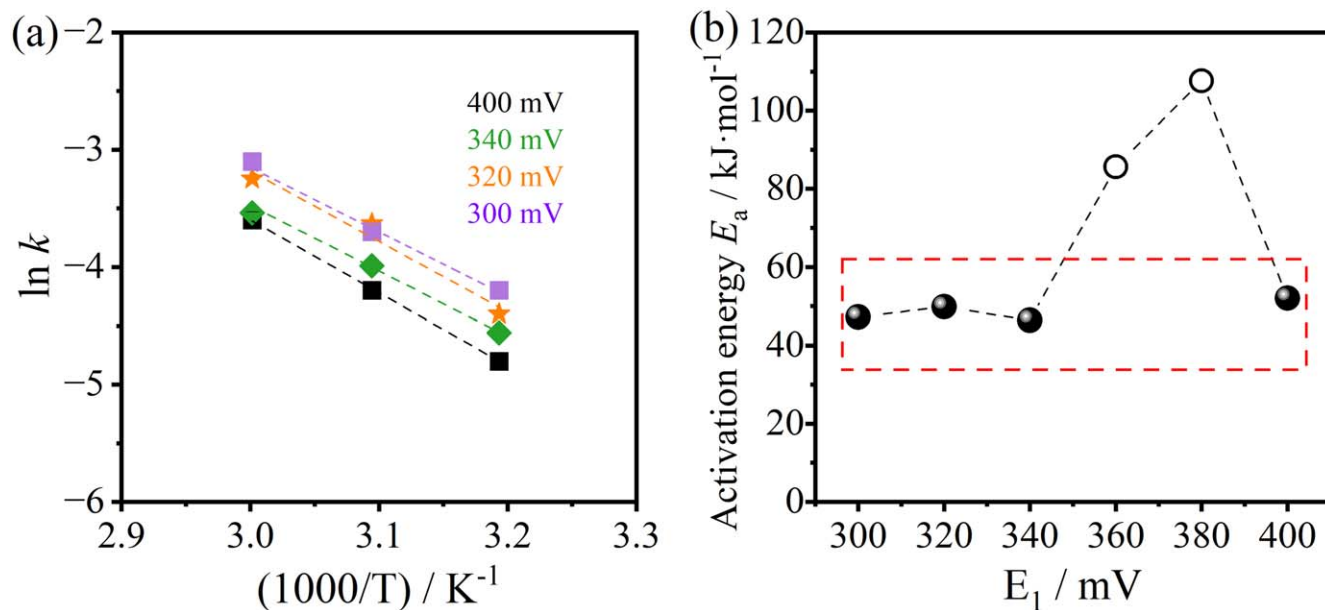 (a)
−2
−3
−4
−5
−6
ln k
400 mV
340 mV
320 mV
300 mV
2.9 3.0 3.1 3.2 3.3
(1000/T) / K⁻¹
(b)
120
100
80
60
40
20
0
Activation energy Eₐ / kJ·mol⁻¹
300 320 340 360 380 400
E₁ / mV